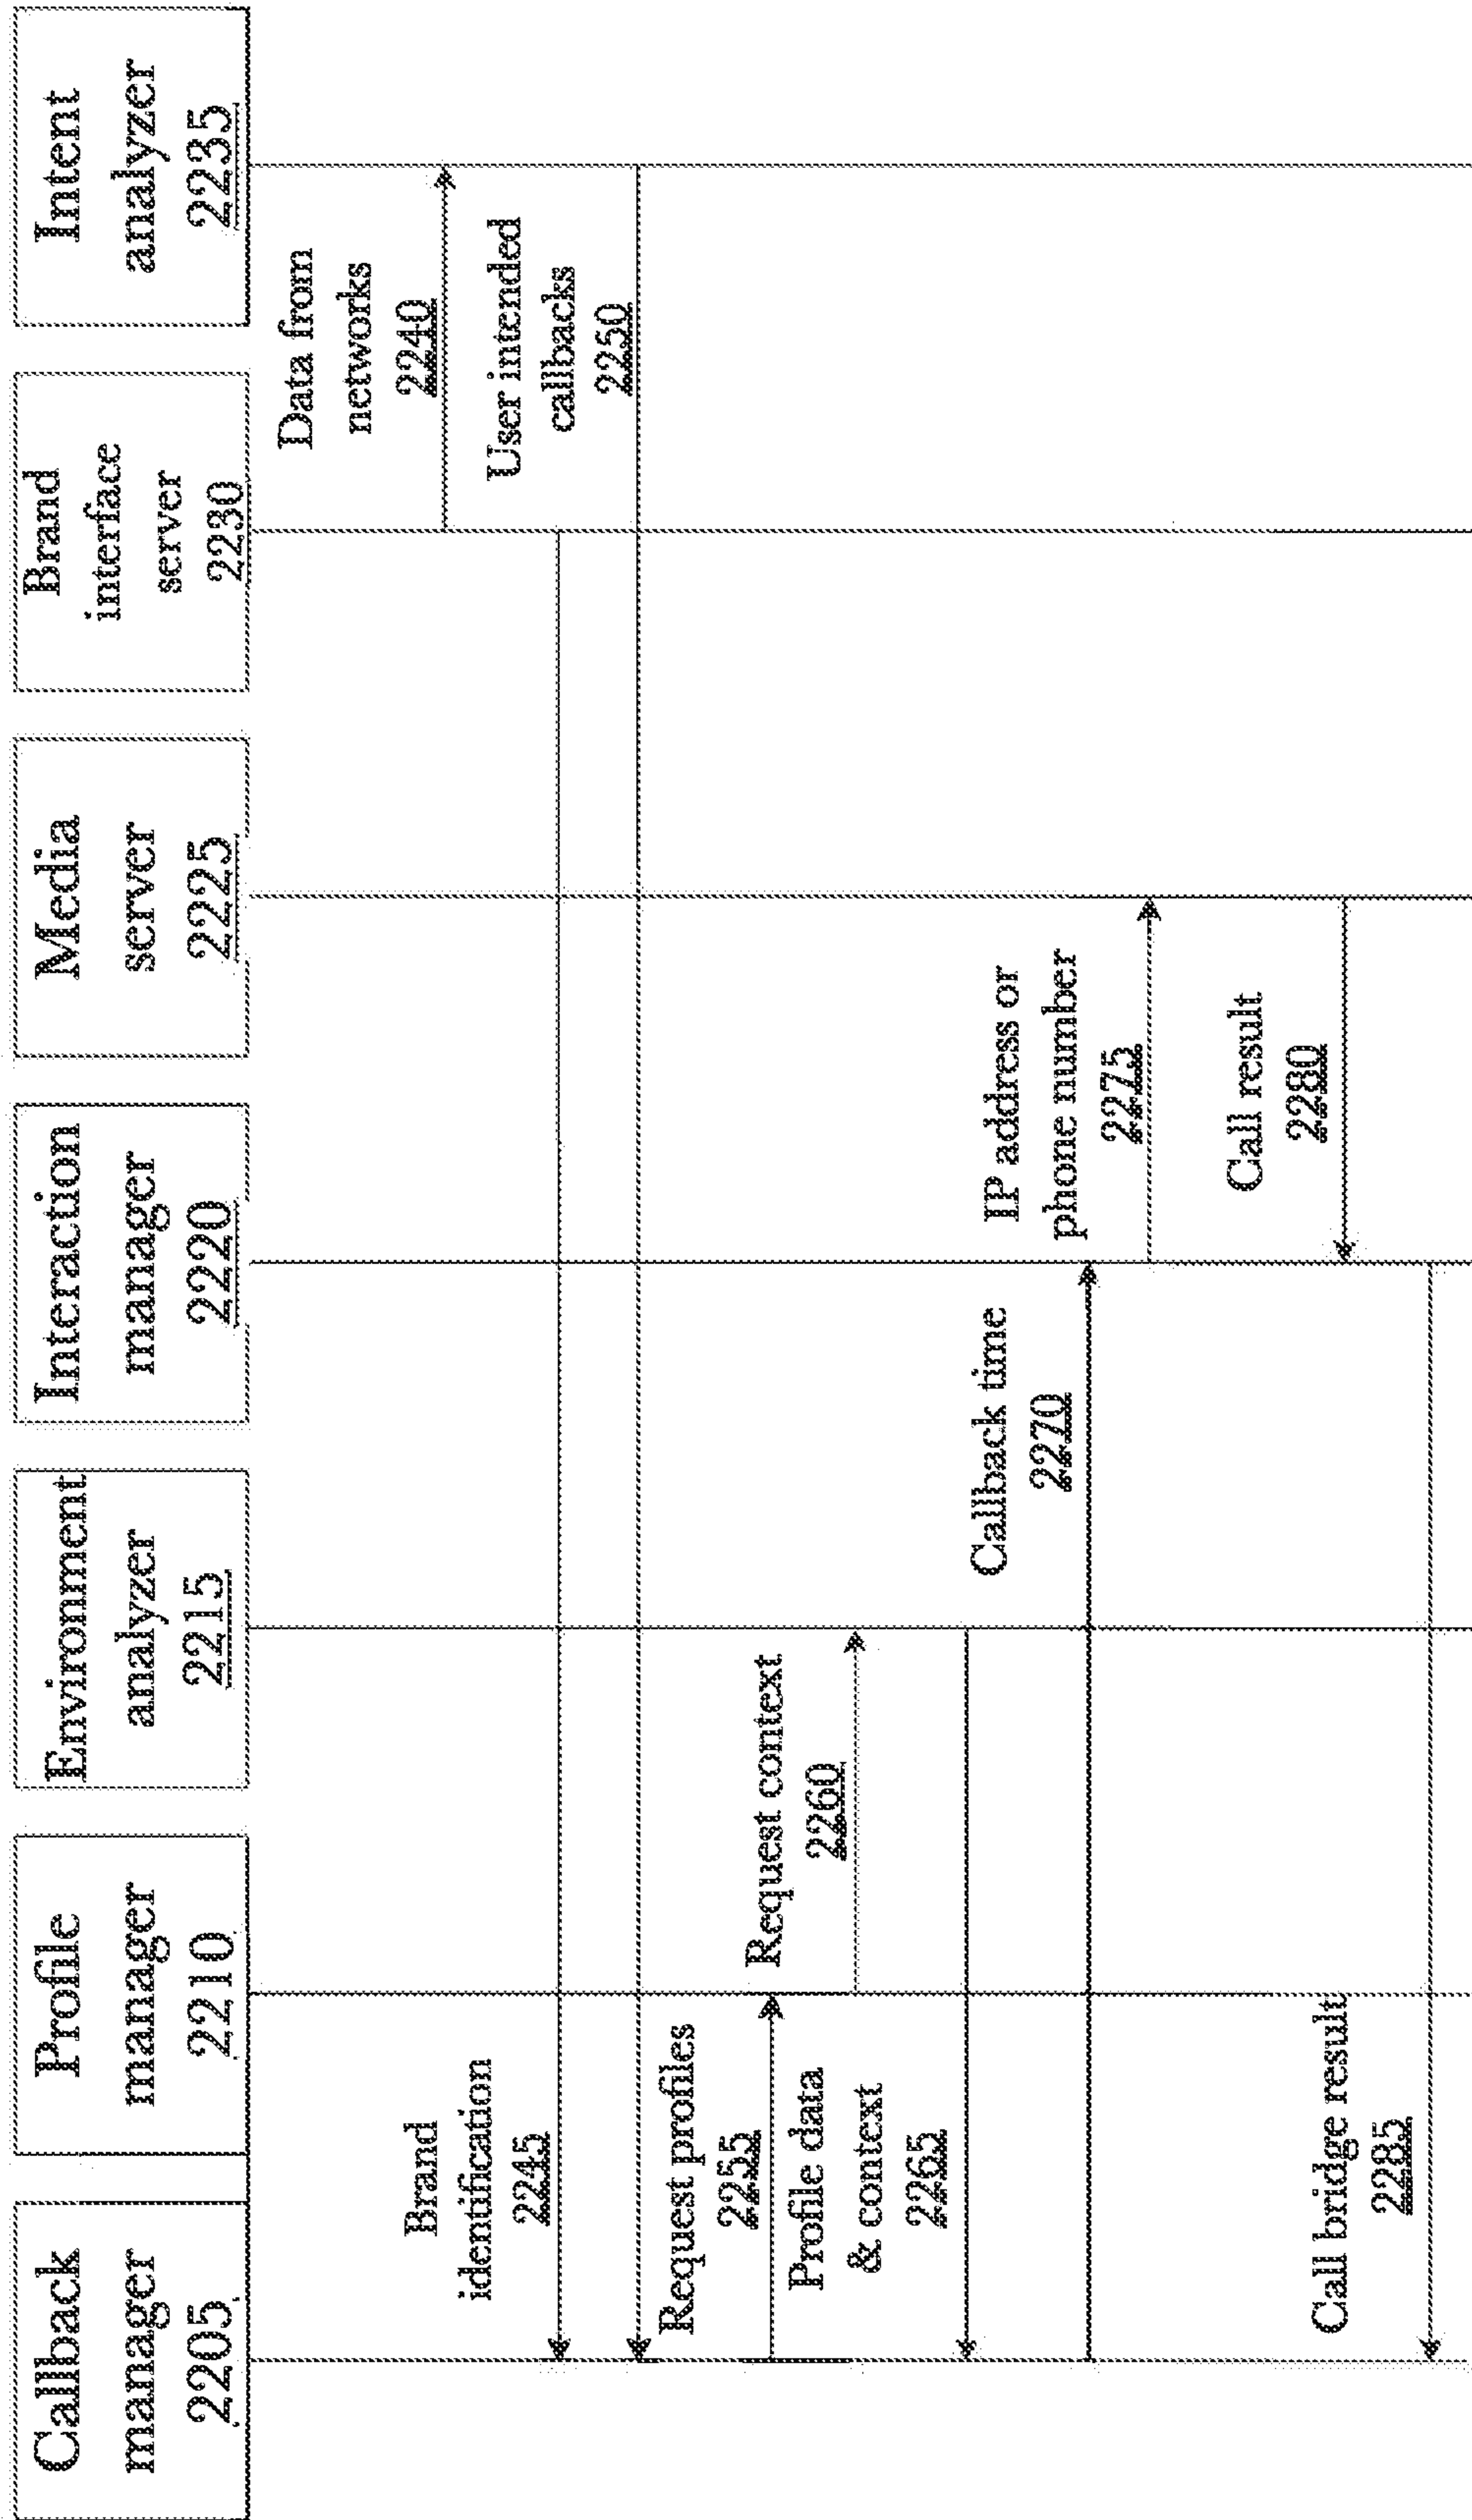 Callback
manager
2205
Profile
manager
2210
Environment
analyzer
2215
Interaction
manager
2220
Media
server
2225
Brand
interface
server
2230
Intent
analyzer
2235
Data from
networks
2240
Brand
identification
2245
User intended
callbacks
2250
Request profiles
2255
Request context
2260
Profile data
& context
2265
Callback time
2270
IP address or
phone number
2275
Call result
2280
Call bridge result
2285